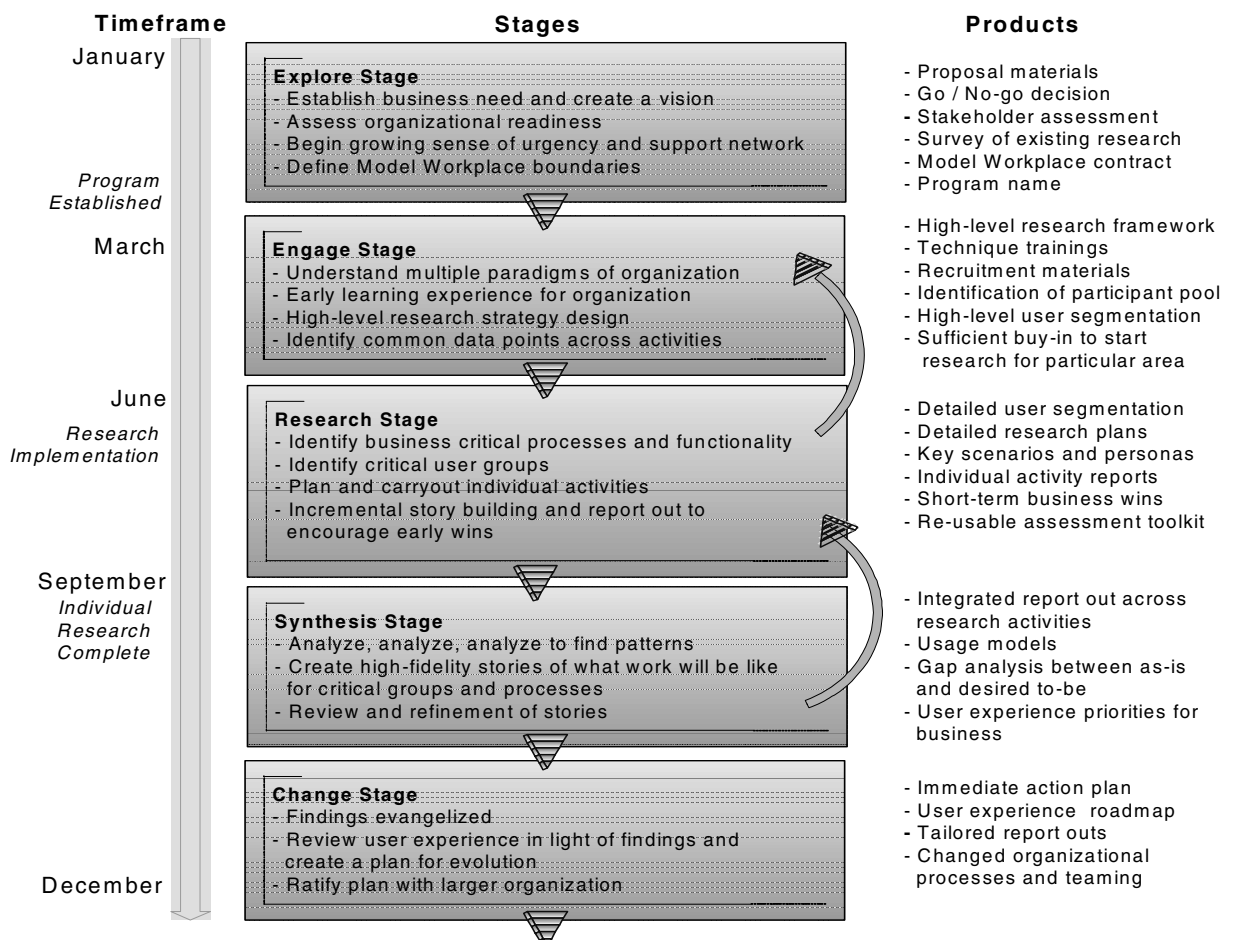 Timeframe
Stages
Products
January
Explore Stage
- Establish business need and create a vision
- Assess organizational readiness
- Begin growing sense of urgency and support network
- Define Model Workplace boundaries
- Proposal materials
- Go / No-go decision
- Stakeholder assessment
- Survey of existing research
- Model Workplace contract
- Program name
Program
Established
March
Engage Stage
- Understand multiple paradigms of organization
- Early learning experience for organization
- High-level research strategy design
- Identify common data points across activities
- High-level research framework
- Technique trainings
- Recruitment materials
- Identification of participant pool
- High-level user segmentation
- Sufficient buy-in to start
research for particular area
June
Research
Implementation
Research Stage
- Identify business critical processes and functionality
- Identify critical user groups
- Plan and carryout individual activities
- Incremental story building and report out to
encourage early wins
- Detailed user segmentation
- Detailed research plans
- Key scenarios and personas
- Individual activity reports
- Short-term business wins
- Re-usable assessment toolkit
September
Individual
Research
Complete
Synthesis Stage
- Analyze, analyze, analyze to find patterns
- Create high-fidelity stories of what work will be like
for critical groups and processes
- Review and refinement of stories
- Integrated report out across
research activities
- Usage models
- Gap analysis between as-is
and desired to-be
- User experience priorities for
business
Change Stage
- Findings evangelized
- Review user experience in light of findings and
create a plan for evolution
- Ratify plan with larger organization
- Immediate action plan
- User experience roadmap
- Tailored report outs
- Changed organizational
processes and teaming
December